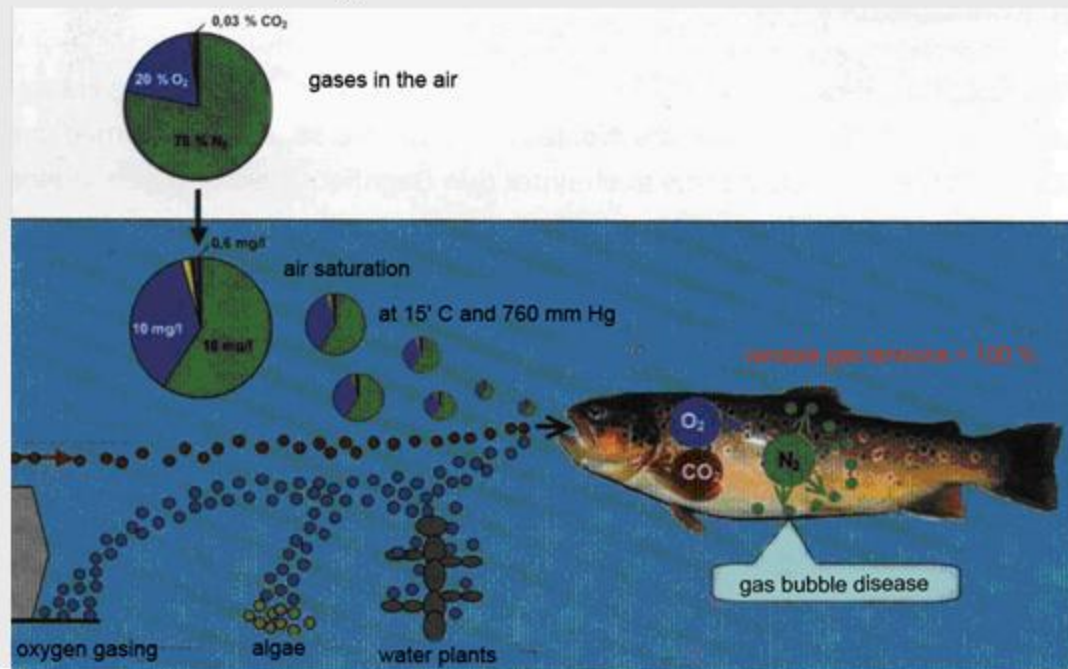 0,03 % CO₂
20 % O₂
78 % N₂
gases in the air
0,6 mg/l
air saturation
10 mg/l
16 mg/l
at 15' C and 760 mm Hg
O₂
CO₂
N₂
gas bubble disease
oxygen gasing
algae
water plants